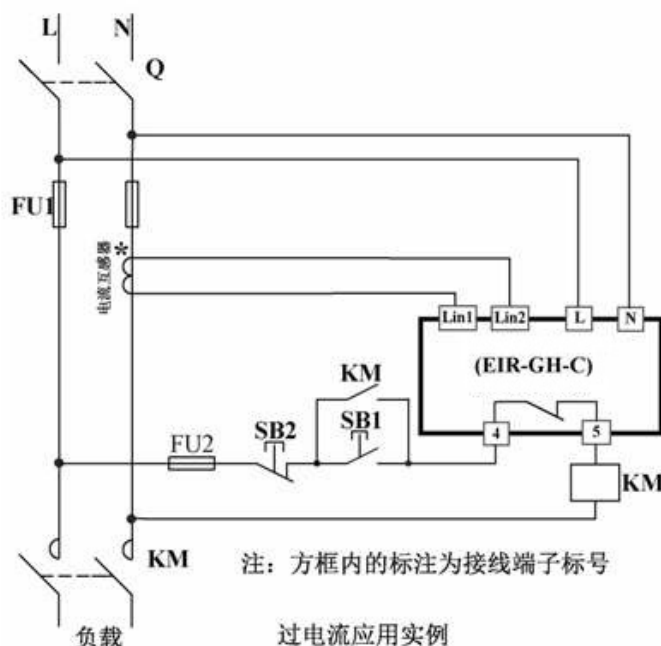 L N
Q
FU1
电流互感器
*
Lin1 Lin2 L N
(EIR-GH-C)
KM
SB1
SB2
FU2
4 5
KM
KM
注：方框内的标注为接线端子标号
负载
过电流应用实例